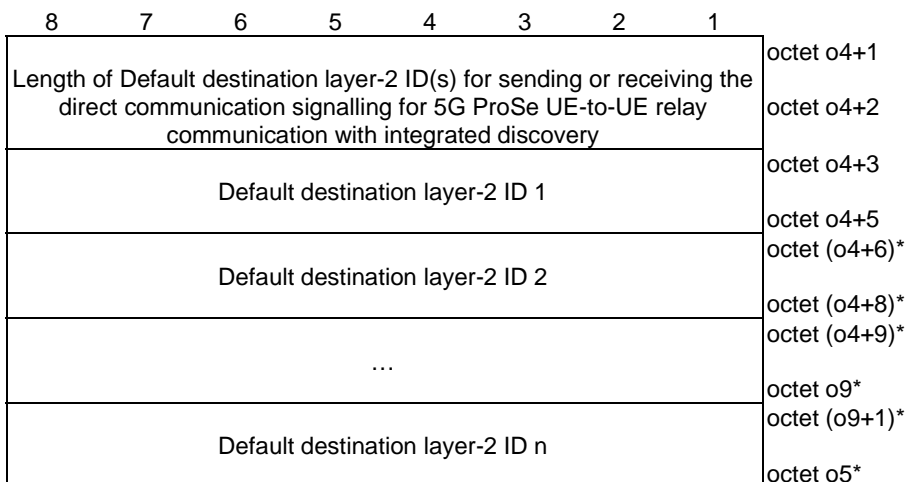 8 7 6 5 4 3 2 1
octet o4+1
Length of Default destination layer-2 ID(s) for sending or receiving the
direct communication signalling for 5G ProSe UE-to-UE relay
octet o4+2
communication with integrated discovery
octet o4+3
Default destination layer-2 ID 1
octet o4+5
octet (o4+6)*
Default destination layer-2 ID 2
octet (o4+8)*
octet (o4+9)*
…
octet o9*
octet (o9+1)*
Default destination layer-2 ID n
octet o5*